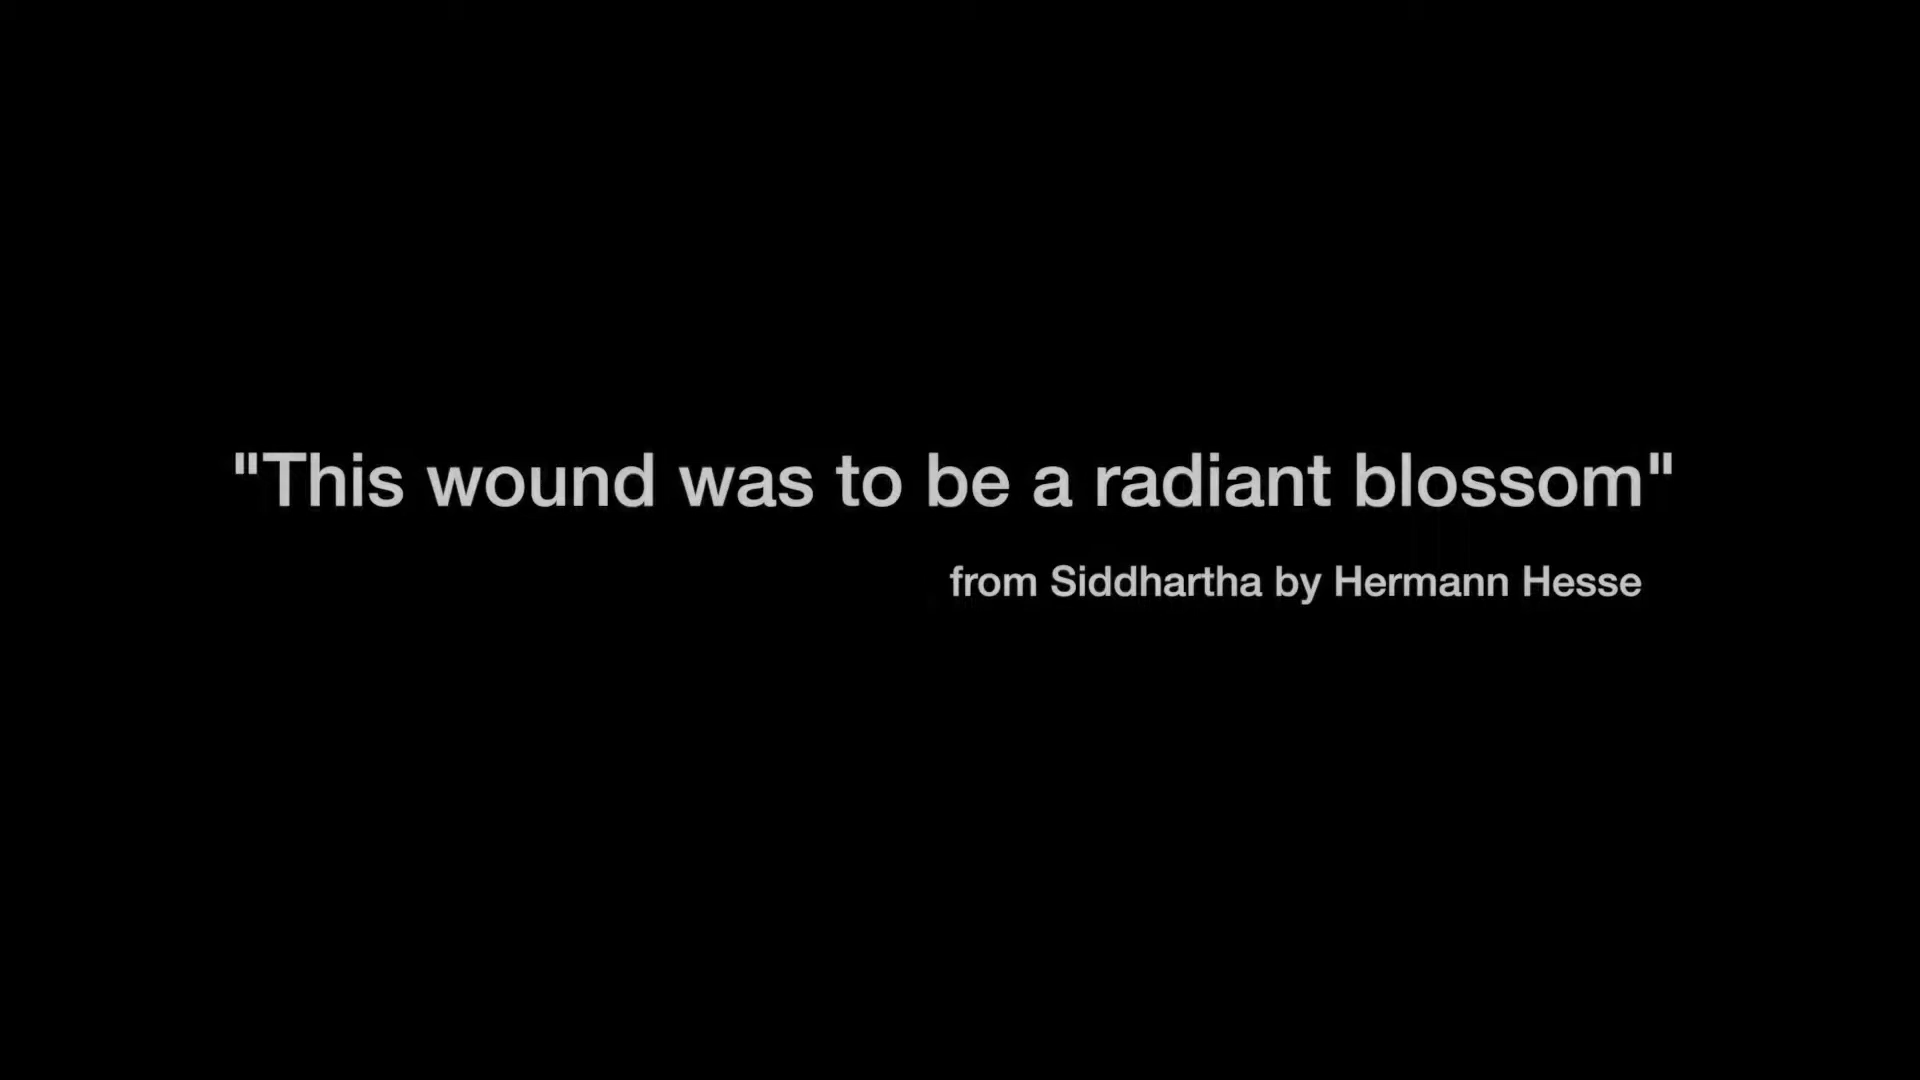 "This wound was to be a radiant blossom"
from Siddhartha by Hermann Hesse